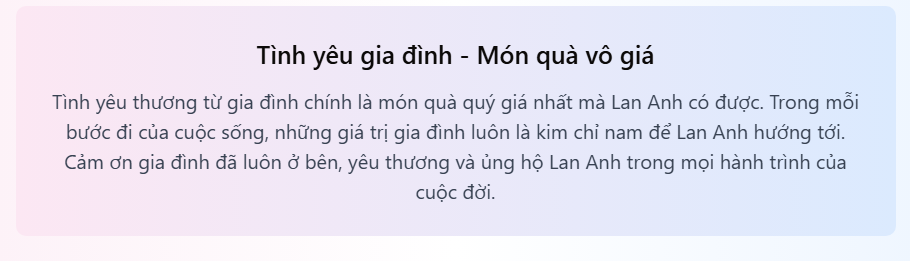 Tình yêu gia đình - Món quà vô giá
Tình yêu thương từ gia đình chính là món quà quý giá nhất mà Lan Anh có được. Trong mỗi
bước đi của cuộc sống, những giá trị gia đình luôn là kim chỉ nam để Lan Anh hướng tới.
Cảm ơn gia đình đã luôn ở bên, yêu thương và ủng hộ Lan Anh trong mọi hành trình của
cuộc đời.